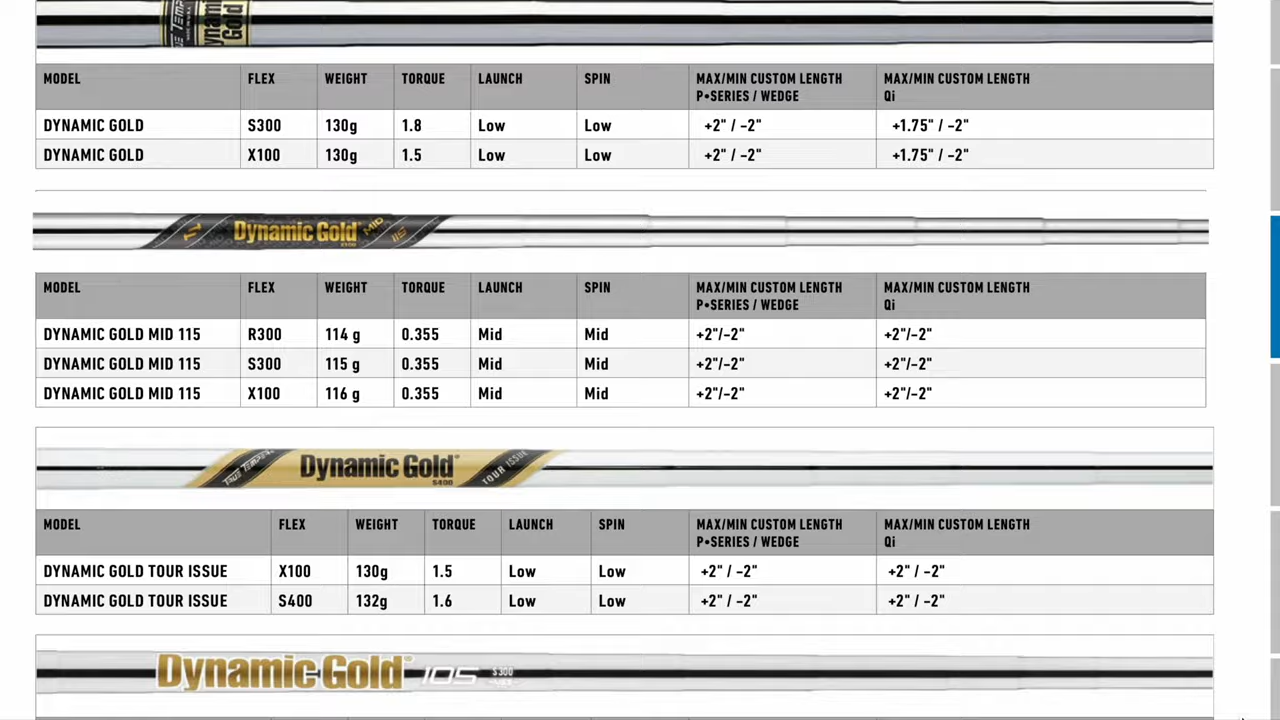 Dynamic Gold
MODEL FLEX WEIGHT TORQUE LAUNCH SPIN MAX/MIN CUSTOM LENGTH P•SERIES / WEDGE MAX/MIN CUSTOM LENGTH Qi
DYNAMIC GOLD S300 130g 1.8 Low Low +2" / –2" +1.75" / –2"
DYNAMIC GOLD X100 130g 1.5 Low Low +2" / –2" +1.75" / –2"
Dynamic Gold MID 115
MODEL FLEX WEIGHT TORQUE LAUNCH SPIN MAX/MIN CUSTOM LENGTH P•SERIES / WEDGE MAX/MIN CUSTOM LENGTH Qi
DYNAMIC GOLD MID 115 R300 114 g 0.355 Mid Mid +2"/–2" +2"/–2"
DYNAMIC GOLD MID 115 S300 115 g 0.355 Mid Mid +2"/–2" +2"/–2"
DYNAMIC GOLD MID 115 X100 116 g 0.355 Mid Mid +2"/–2" +2"/–2"
TRUE TEMPER Dynamic Gold® S400 TOUR ISSUE
MODEL FLEX WEIGHT TORQUE LAUNCH SPIN MAX/MIN CUSTOM LENGTH P•SERIES / WEDGE MAX/MIN CUSTOM LENGTH Qi
DYNAMIC GOLD TOUR ISSUE X100 130g 1.5 Low Low +2" / –2" +2" / –2"
DYNAMIC GOLD TOUR ISSUE S400 132g 1.6 Low Low +2" / –2" +2" / –2"
Dynamic Gold® 105 S300